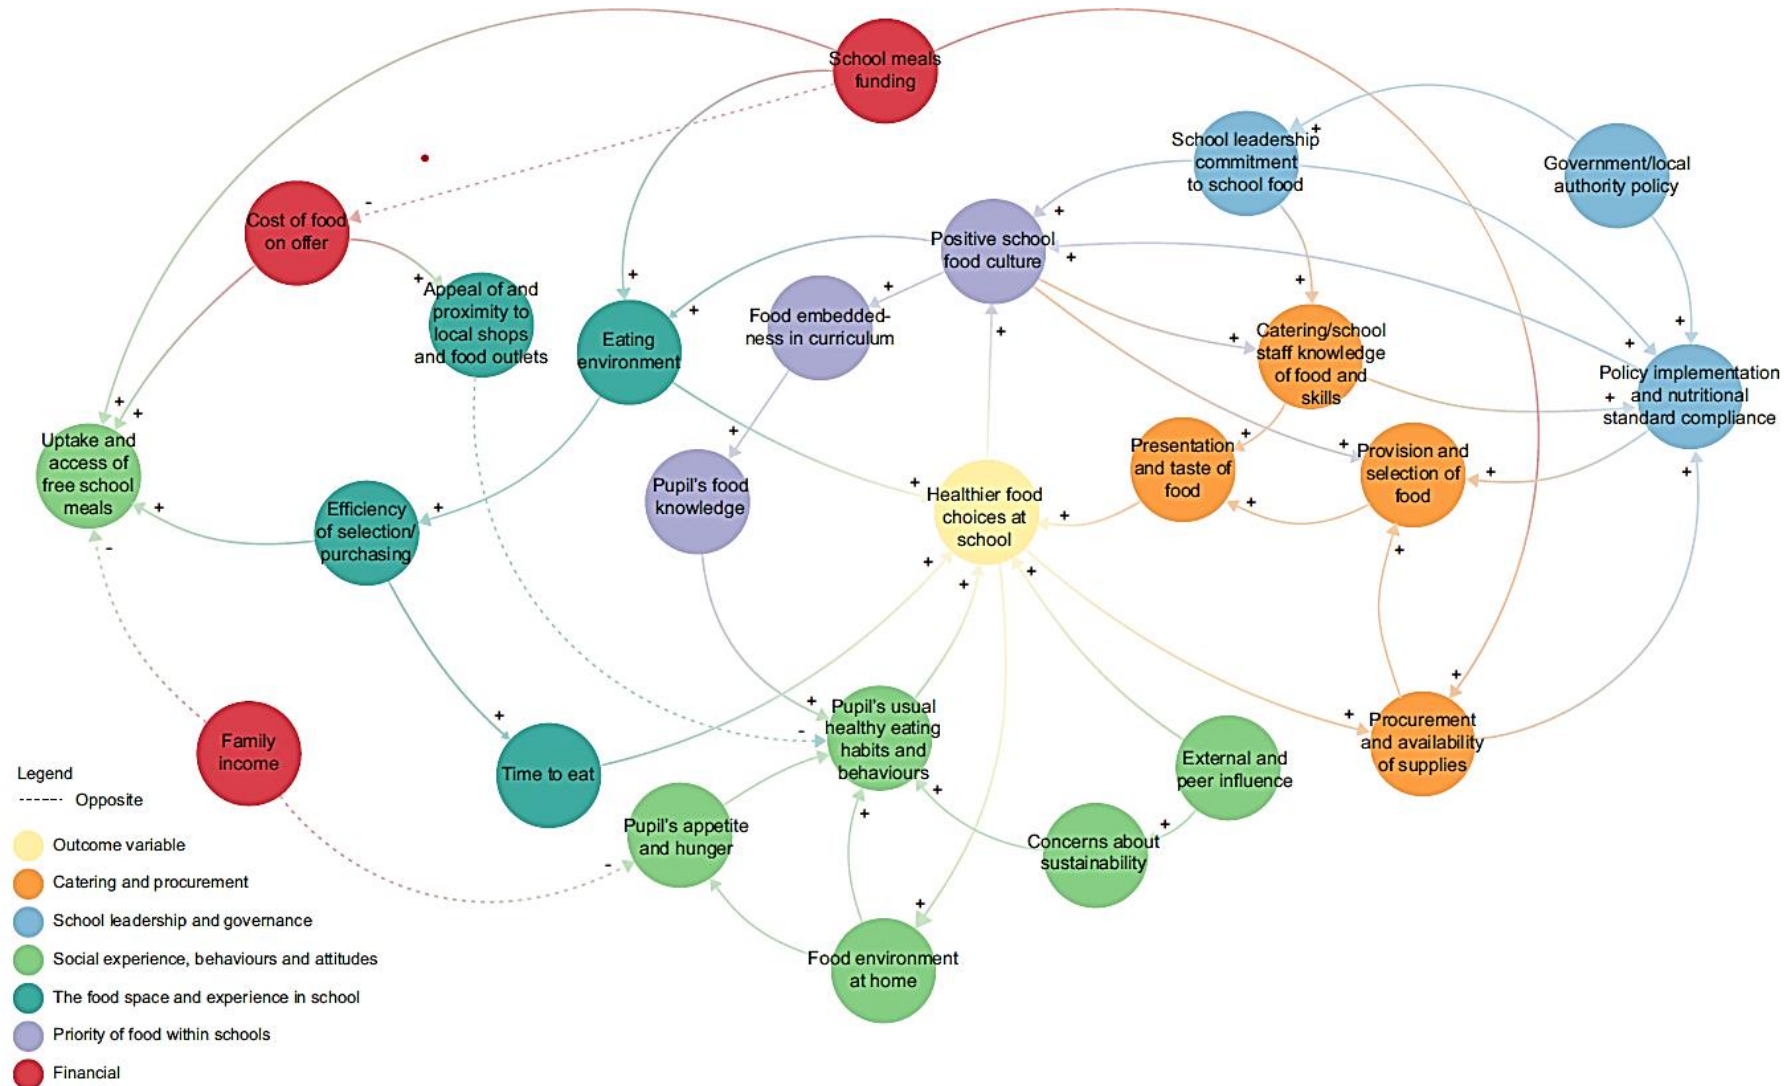 School meals
funding
School leadership
commitment
to school food
Government/local
authority policy
Cost of food
on offer
Positive school
food culture
Appeal of and
proximity to
local shops
and food outlets
Eating
environment
Food embedded-
ness in curriculum
Catering/school
staff knowledge
of food and
skills
Policy implementation
and nutritional
standard compliance
Uptake and
access of
free school
meals
Efficiency
of selection/
purchasing
Pupil's food
knowledge
Healthier food
choices at
school
Presentation
and taste of
food
Provision and
selection of
food
Family
income
Time to eat
Pupil's usual
healthy eating
habits and
behaviours
External and
peer influence
Procurement
and availability
of supplies
Pupil's appetite
and hunger
Concerns about
sustainability
Food environment
at home
Legend
Opposite
Outcome variable
Catering and procurement
School leadership and governance
Social experience, behaviours and attitudes
The food space and experience in school
Priority of food within schools
Financial